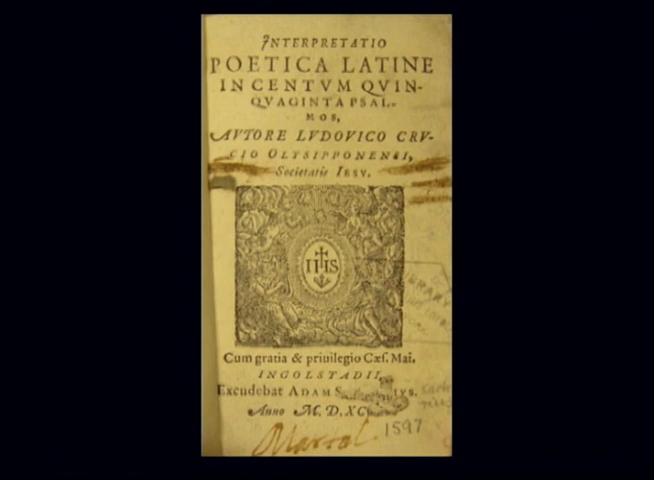 INTERPRETATIO
POETICA LATINE
IN CENTVM QVIN-
QVAGINTA PSAL-
MOS,
AVTORE LVDOVICO CRV-
CIO OLYSIPPONENSI,
Societatis IESV.
IHS
Cum gratia & priuilegio Cæs. Mai.
INGOLSTADII,
Excudebat ADAM
Anno M. D. XC
1597